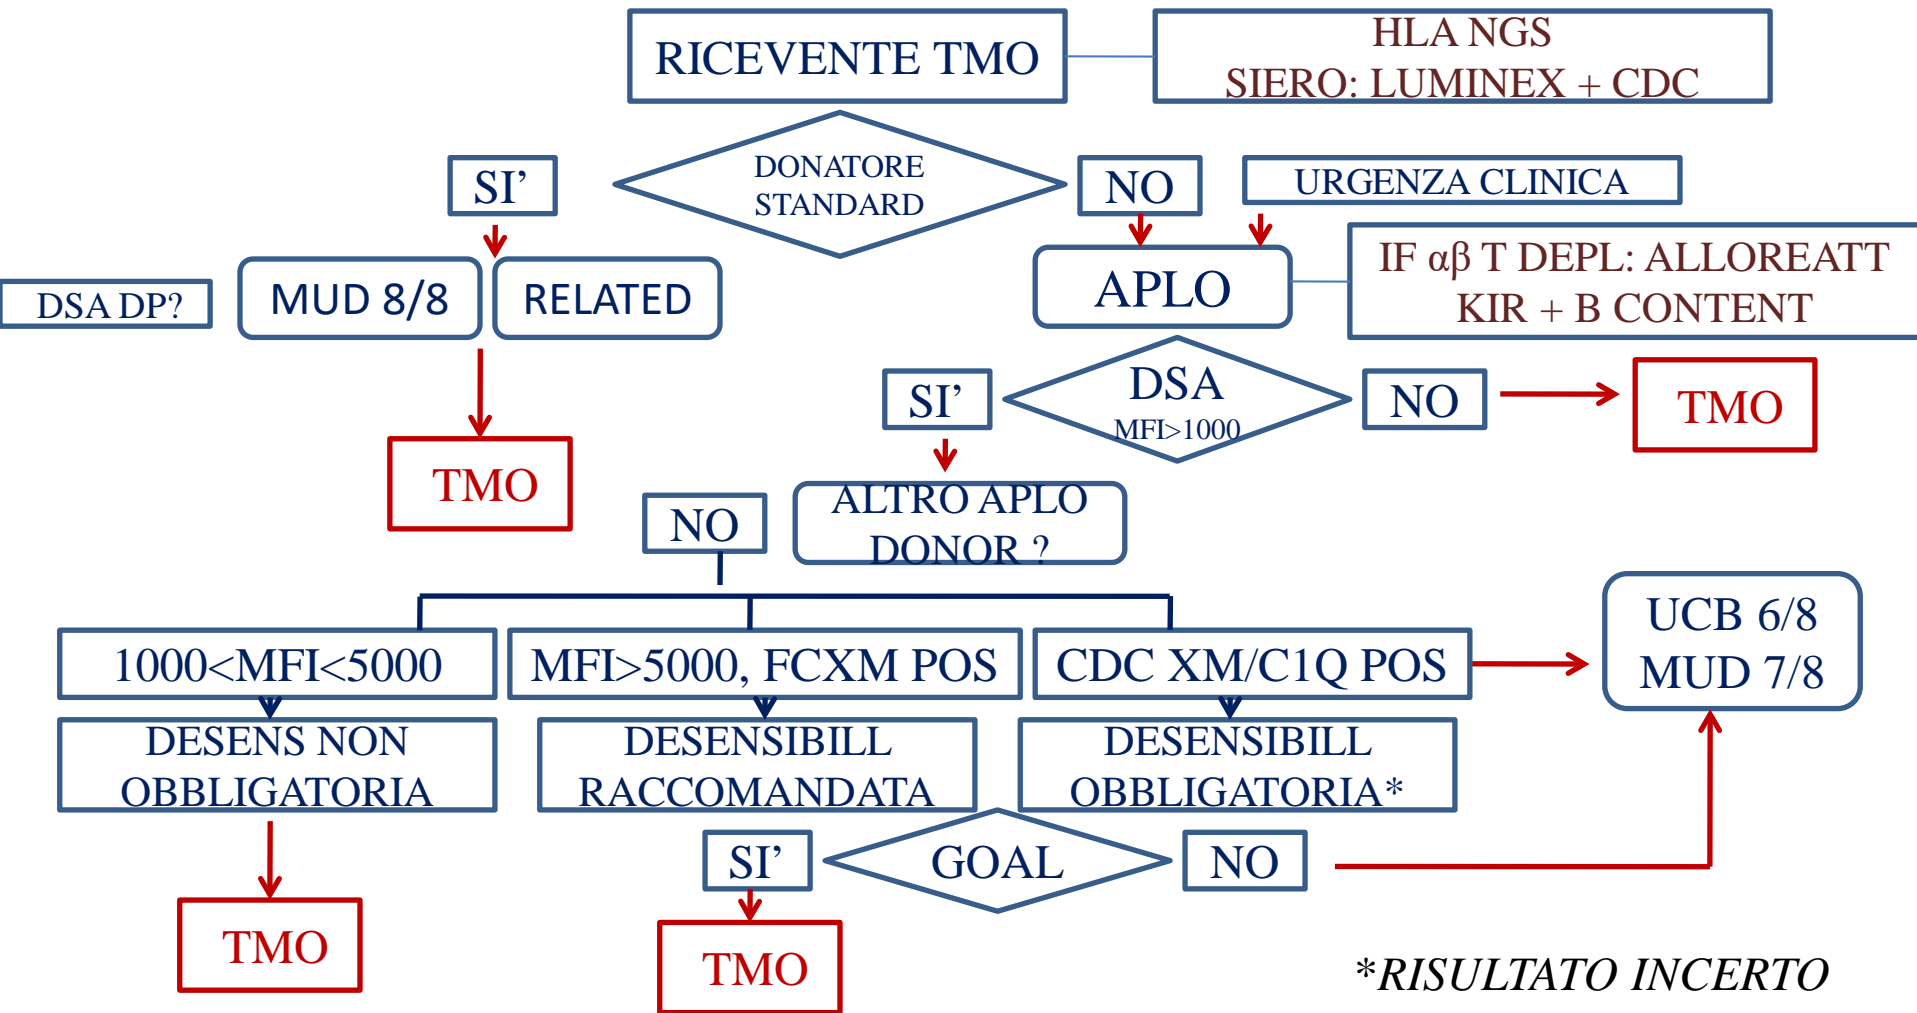 RICEVENTE TMO
HLA NGS
SIERO: LUMINEX + CDC
SI’
DONATORE
STANDARD
NO
URGENZA CLINICA
DSA DP?
MUD 8/8
RELATED
APLO
IF αβ T DEPL: ALLOREATT
KIR + B CONTENT
SI’
DSA
MFI>1000
NO
TMO
TMO
NO
ALTRO APLO
DONOR ?
1000<MFI<5000
MFI>5000, FCXM POS
CDC XM/C1Q POS
UCB 6/8
MUD 7/8
DESENS NON
OBBLIGATORIA
DESENSIBILL
RACCOMANDATA
DESENSIBILL
OBBLIGATORIA*
SI’
GOAL
NO
TMO
TMO
*RISULTATO INCERTO